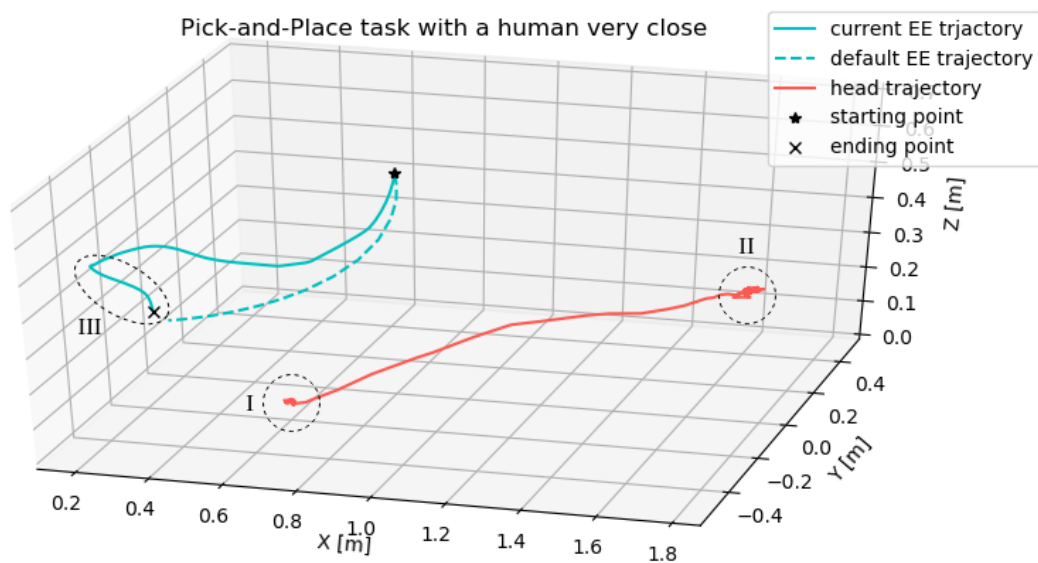 Pick-and-Place task with a human very close
current EE trjactory
default EE trajectory
head trajectory
starting point
ending point
I
II
III
0.2
0.4
0.6
0.8
1.0
1.2
1.4
1.6
1.8
X [m]
−0.4
−0.2
0.0
0.2
0.4
Y [m]
0.0
0.1
0.2
0.3
0.4
0.5
0.6
Z [m]